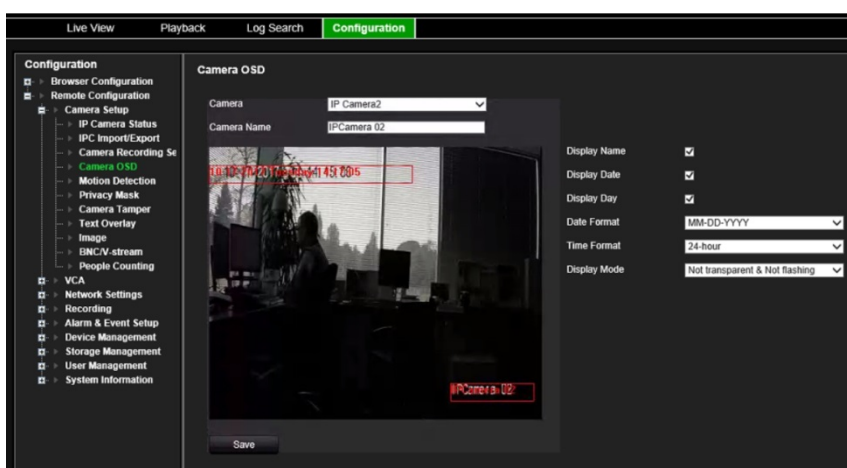 Live View Playback Log Search Configuration
Configuration
Browser Configuration
Remote Configuration
Camera Setup
IP Camera Status
IPC Import/Export
Camera Recording Se
Camera OSD
Motion Detection
Privacy Mask
Camera Tamper
Text Overlay
Image
BNC/V-stream
People Counting
VCA
Network Settings
Recording
Alarm & Event Setup
Device Management
Storage Management
User Management
System Information
Camera OSD
Camera IP Camera2
Camera Name IPCamera 02
IPCamera 02
Display Name
Display Date
Display Day
Date Format MM-DD-YYYY
Time Format 24-hour
Display Mode Not transparent & Not flashing
Save